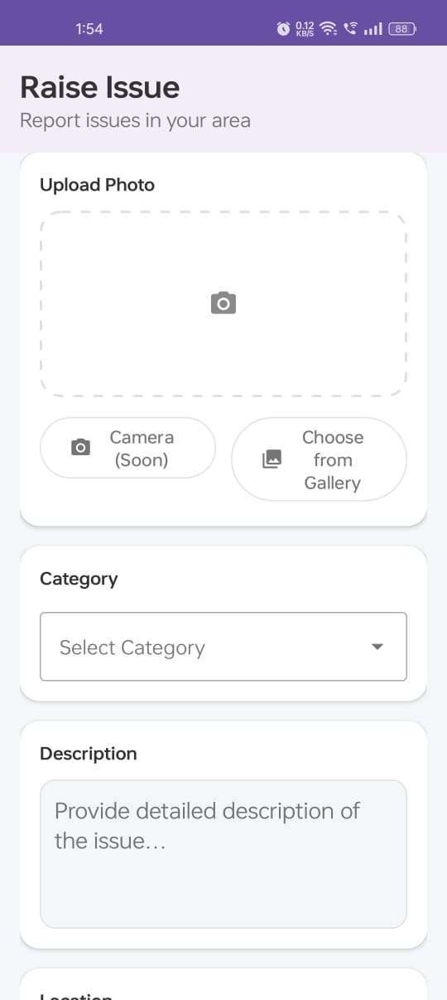 1:54
0.12
KB/S
88
Raise Issue
Report issues in your area
Upload Photo
Camera
(Soon)
Choose
from
Gallery
Category
Select Category
Description
Provide detailed description of
the issue...
Location